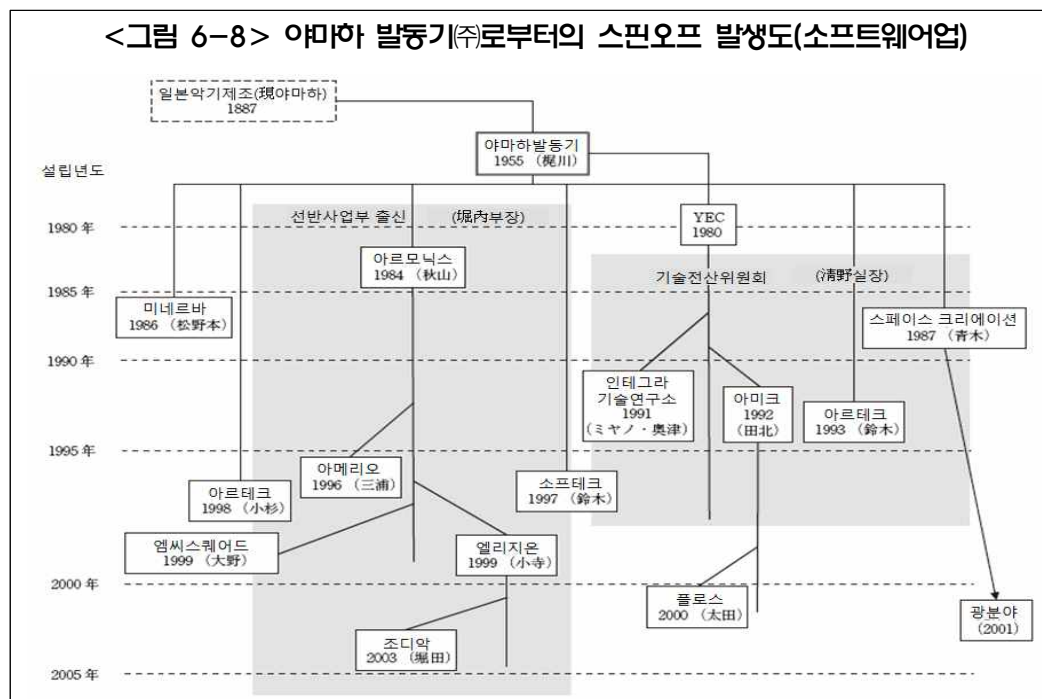 <그림 6-8> 야마하 발동기㈜로부터의 스핀오프 발생도(소프트웨어업)
일본악기제조(現야마하)
1887
야마하발동기
1955 (梶川)
설립년도
선반사업부 출신 (堀內부장)
YEC
1980
1980 年
아르모닉스
1984 (秋山)
기술전산위원회 (清野실장)
1985 年
미네르바
1986 (松野本)
스페이스 크리에이션
1987 (青木)
1990 年
인테그라
기술연구소
1991
(ミヤノ・奥津)
아미크
1992
(田北)
아르테크
1993 (鈴木)
1995 年
아메리오
1996 (三浦)
아르테크
1998 (小杉)
소프트테크
1997 (鈴木)
엠씨스퀘어드
1999 (大野)
엘리지온
1999 (小寺)
2000 年
플로스
2000 (太田)
광분야
(2001)
조디악
2003 (堀田)
2005 年